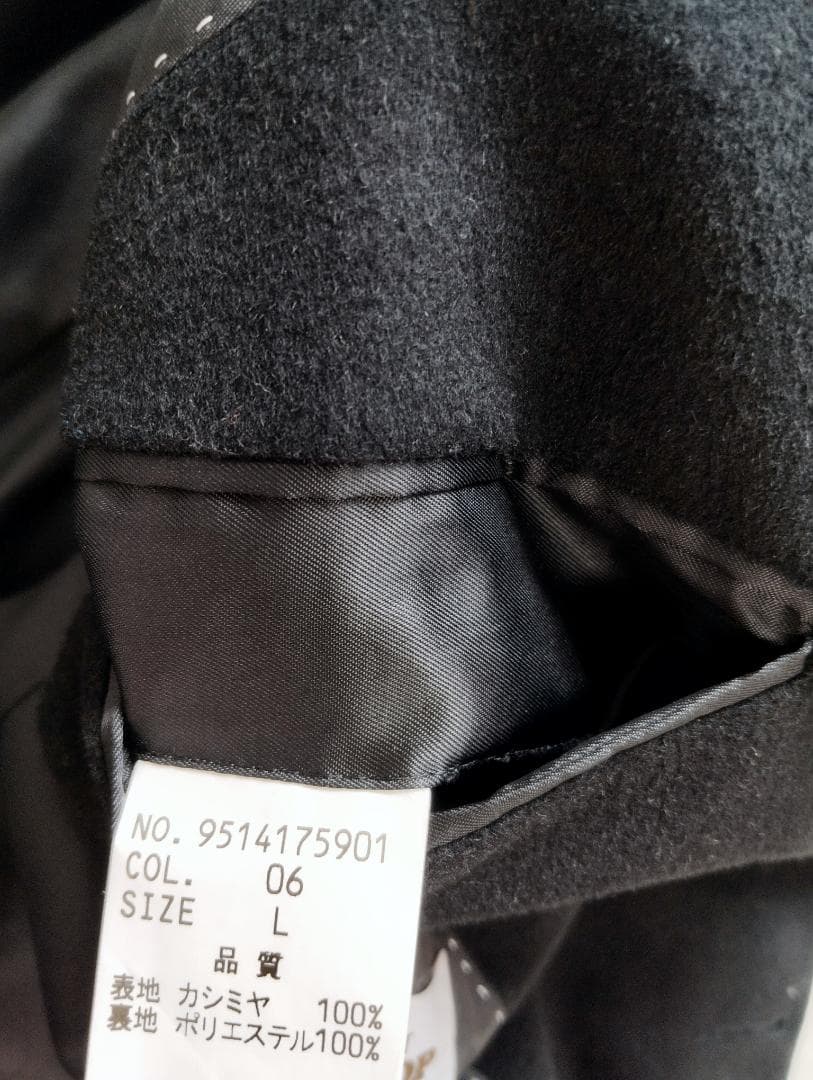 NO. 9514175901
COL. 06
SIZE L
品質
表地 カシミヤ 100%
裏地 ポリエステル100%